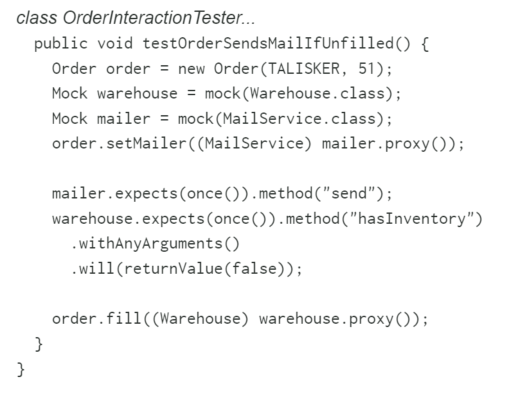 class OrderInteractionTester...
  public void testOrderSendsMailIfUnfilled() {
    Order order = new Order(TALISKER, 51);
    Mock warehouse = mock(Warehouse.class);
    Mock mailer = mock(MailService.class);
    order.setMailer((MailService) mailer.proxy());

    mailer.expects(once()).method("send");
    warehouse.expects(once()).method("hasInventory")
      .withAnyArguments()
      .will(returnValue(false));

    order.fill((Warehouse) warehouse.proxy());
  }
}